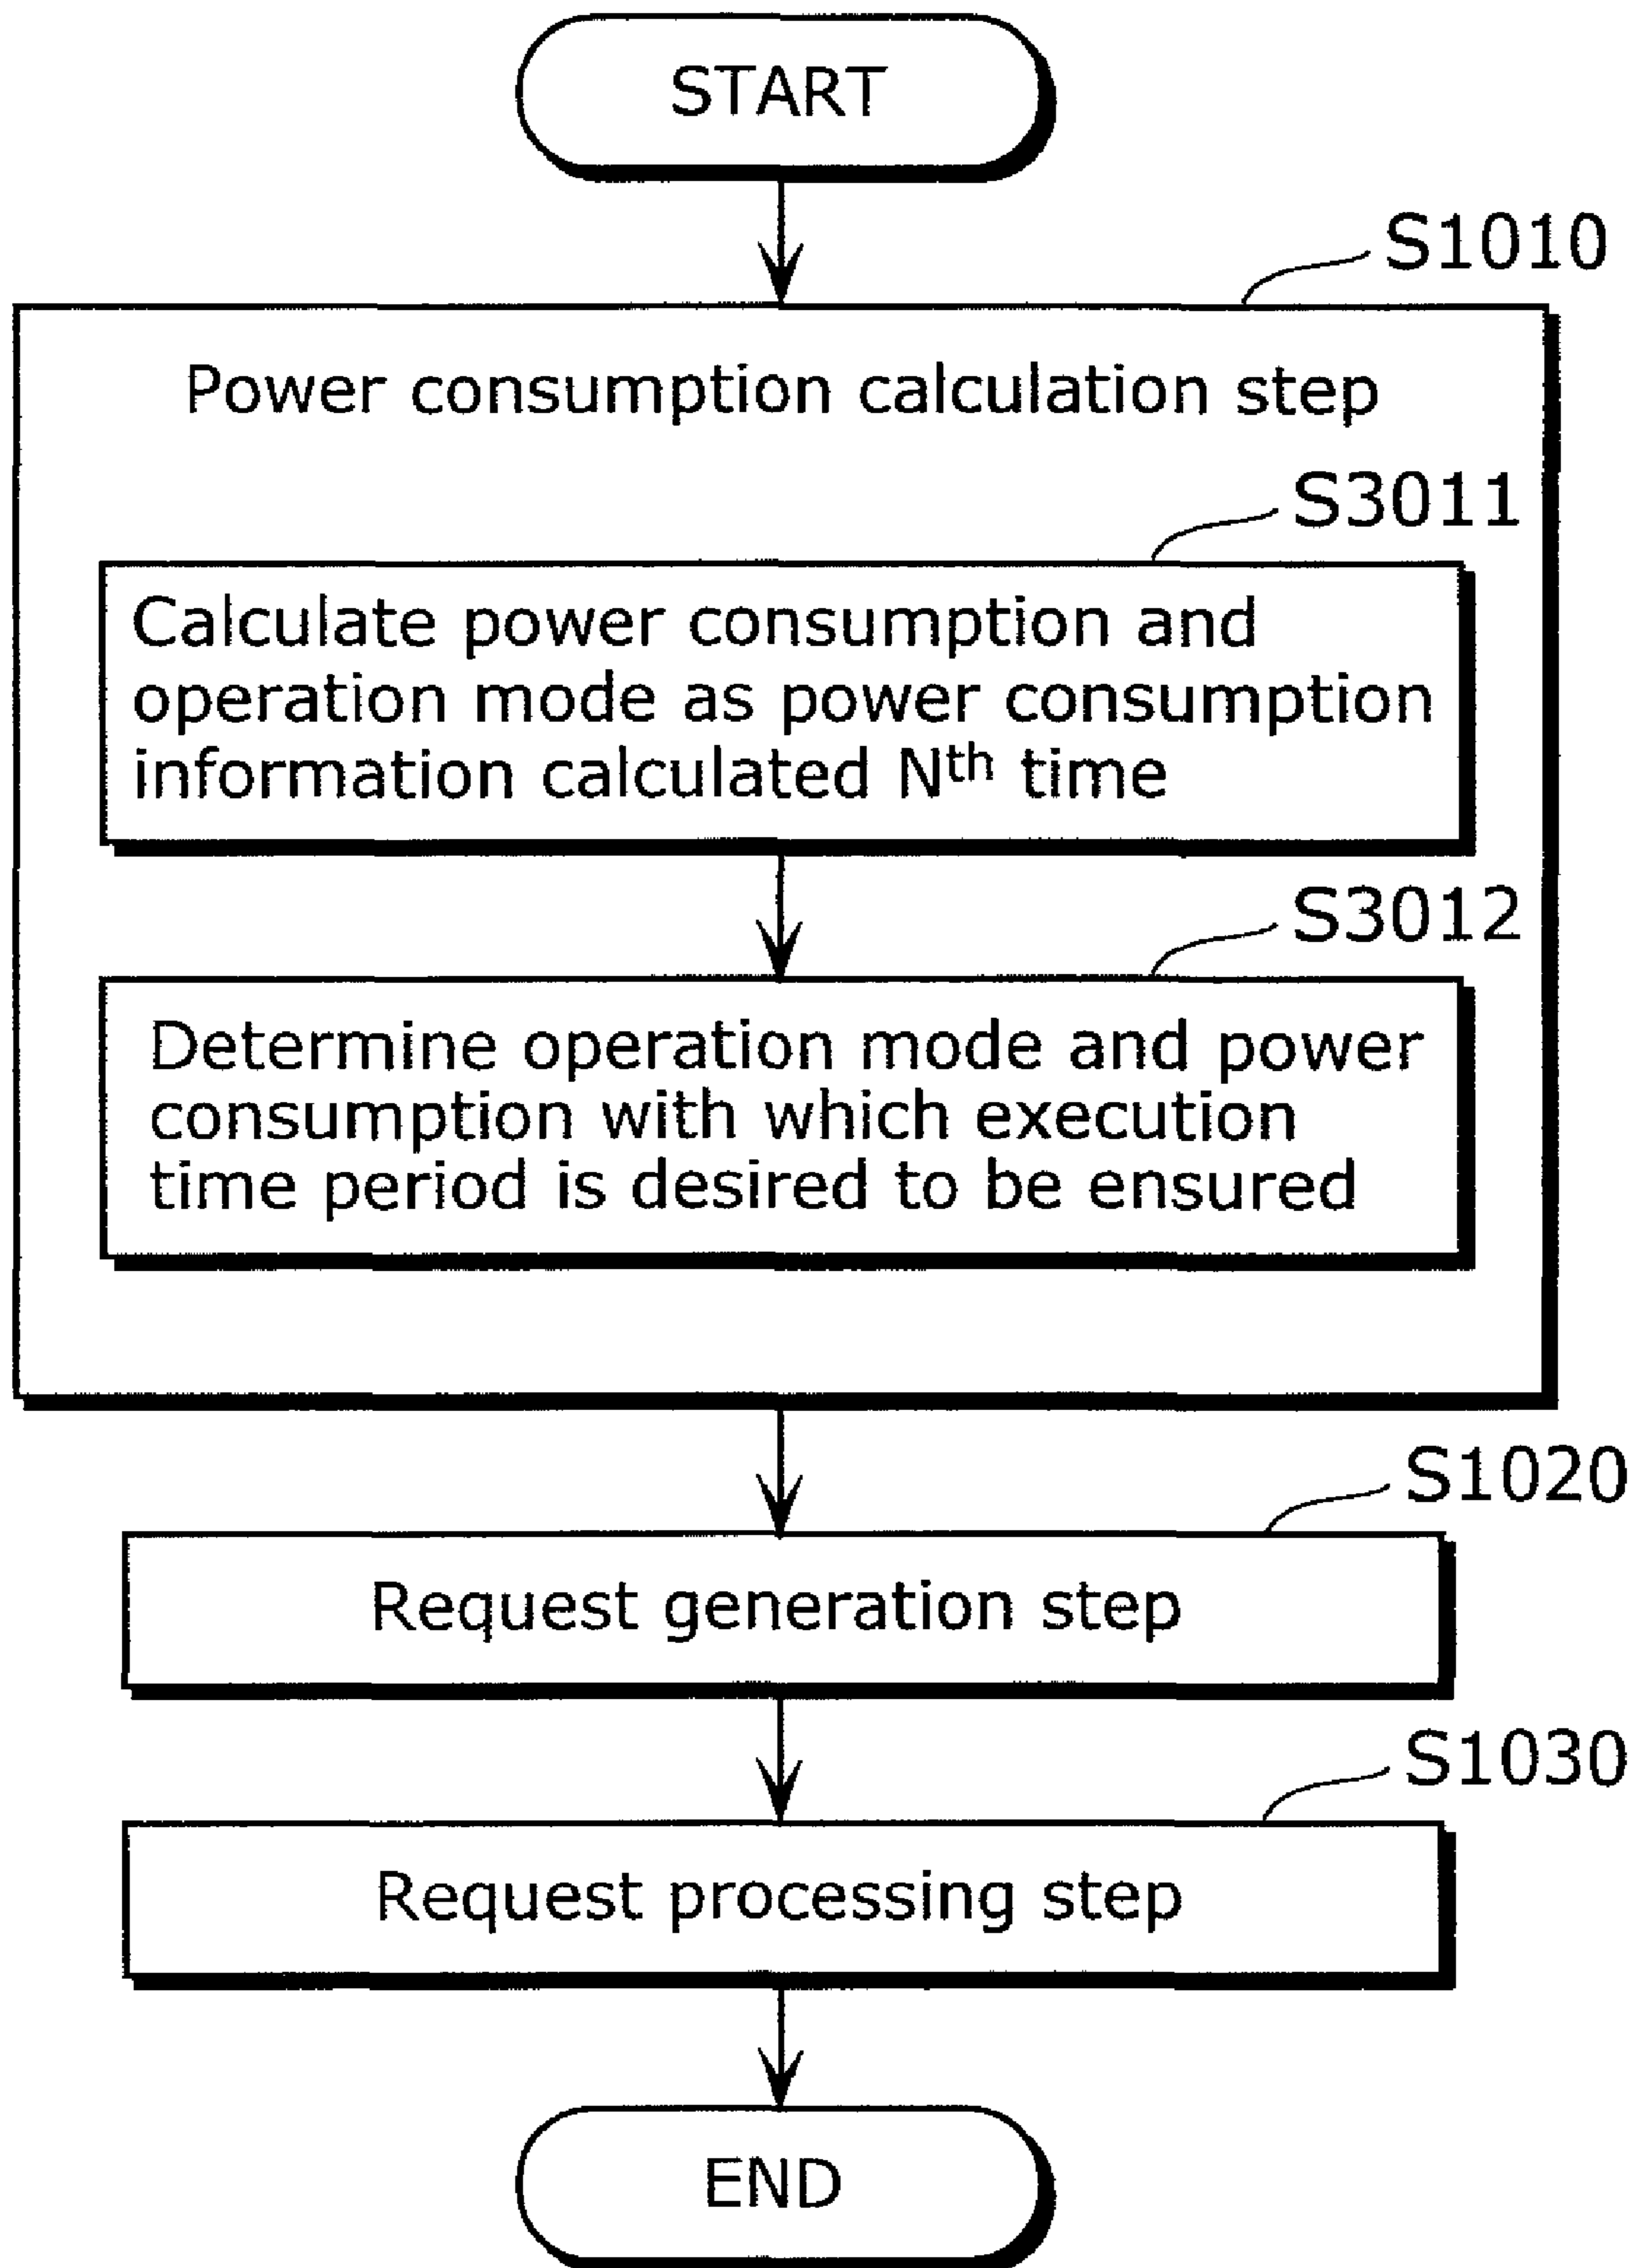 START
S1010
Power consumption calculation step
S3011
Calculate power consumption and
operation mode as power consumption
information calculated Nth time
S3012
Determine operation mode and power
consumption with which execution
time period is desired to be ensured
S1020
Request generation step
S1030
Request processing step
END